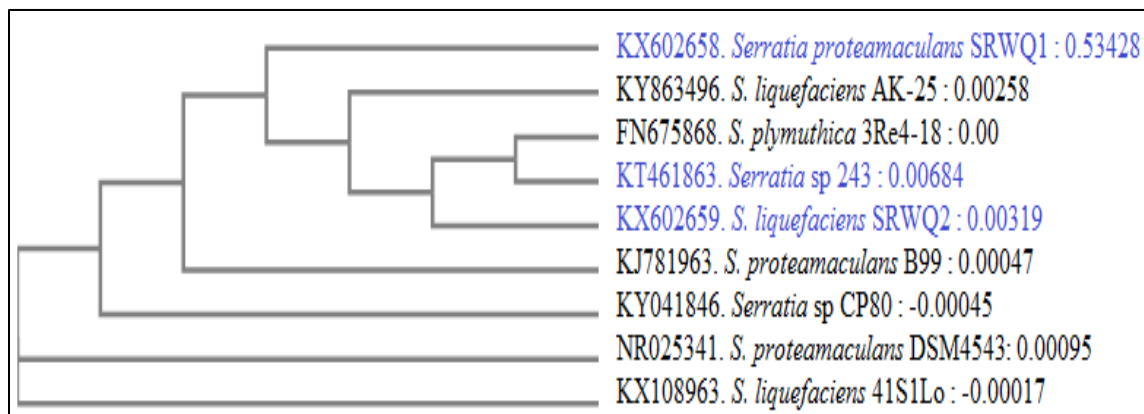 KX602658. Serratia proteamaculans SRWQ1 : 0.53428
KY863496. S. liquefaciens AK-25 : 0.00258
FN675868. S. plymuthica 3Re4-18 : 0.00
KT461863. Serratia sp 243 : 0.00684
KX602659. S. liquefaciens SRWQ2 : 0.00319
KJ781963. S. proteamaculans B99 : 0.00047
KY041846. Serratia sp CP80 : -0.00045
NR025341. S. proteamaculans DSM4543: 0.00095
KX108963. S. liquefaciens 41S1Lo : -0.00017